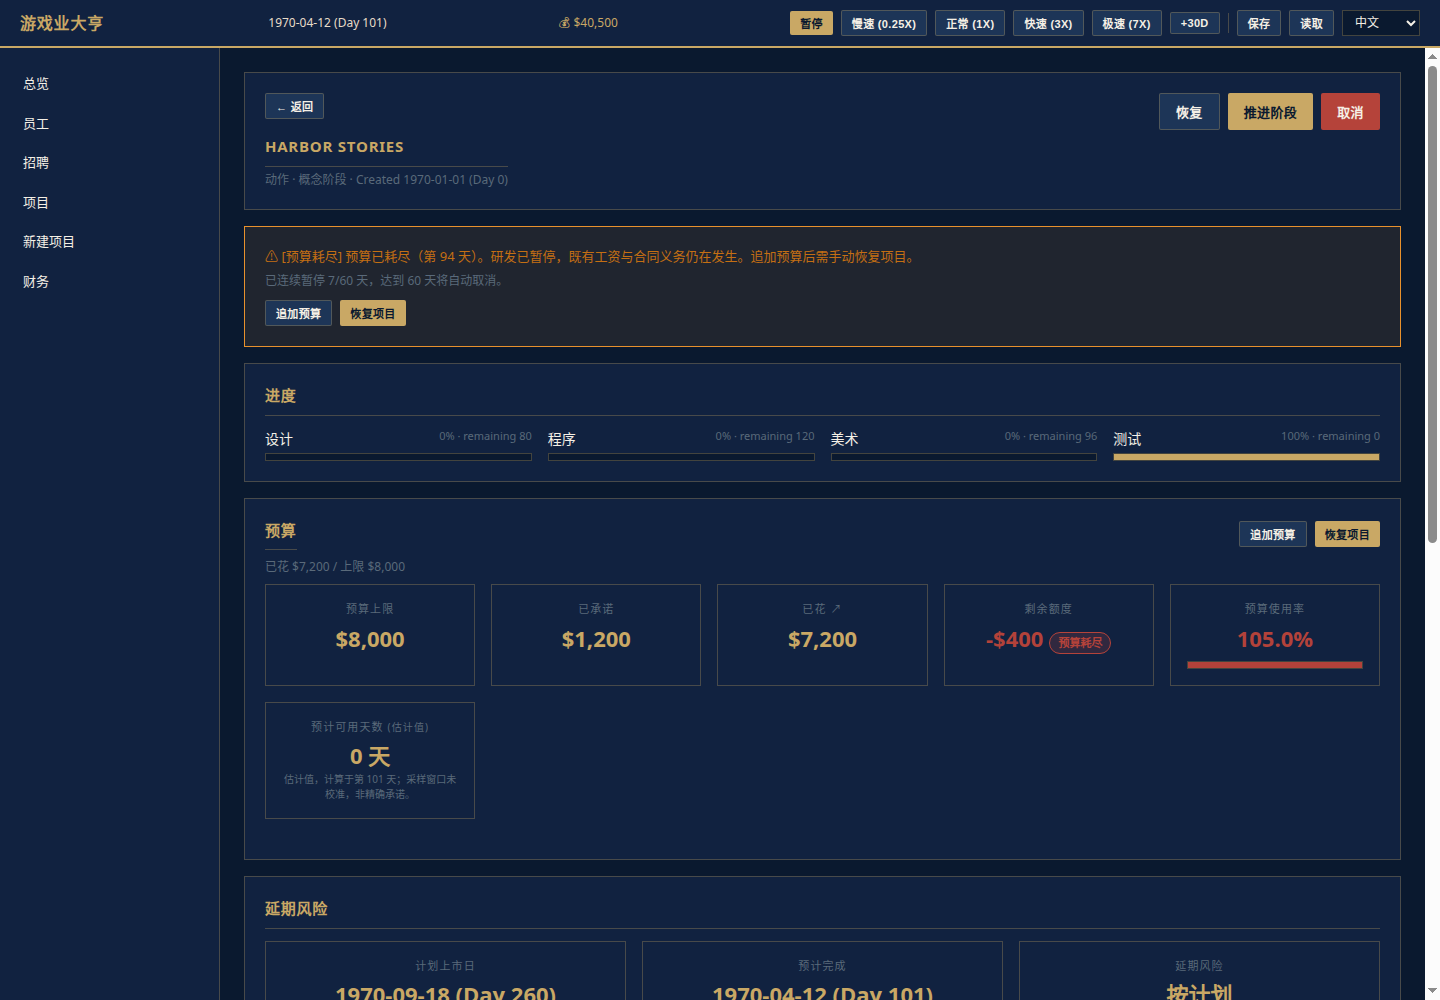 游戏业大亨
1970-04-12 (Day 101)
💰 $40,500
暂停
慢速 (0.25X)
正常 (1X)
快速 (3X)
极速 (7X)
+30D
保存
读取
中文
总览
员工
招聘
项目
新建项目
财务
← 返回
恢复
推进阶段
取消
HARBOR STORIES
动作 · 概念阶段 · Created 1970-01-01 (Day 0)
⚠ [预算耗尽] 预算已耗尽（第 94 天）。研发已暂停，既有工资与合同义务仍在发生。追加预算后需手动恢复项目。
已连续暂停 7/60 天，达到 60 天将自动取消。
追加预算
恢复项目
进度
设计
0% · remaining 80
程序
0% · remaining 120
美术
0% · remaining 96
测试
100% · remaining 0
预算
追加预算
恢复项目
已花 $7,200 / 上限 $8,000
预算上限
$8,000
已承诺
$1,200
已花 ↗
$7,200
剩余额度
-$400 预算耗尽
预算使用率
105.0%
预计可用天数 (估计值)
0 天
估计值，计算于第 101 天；采样窗口未
校准，非精确承诺。
延期风险
计划上市日
1970-09-18 (Day 260)
预计完成
1970-04-12 (Day 101)
延期风险
按计划